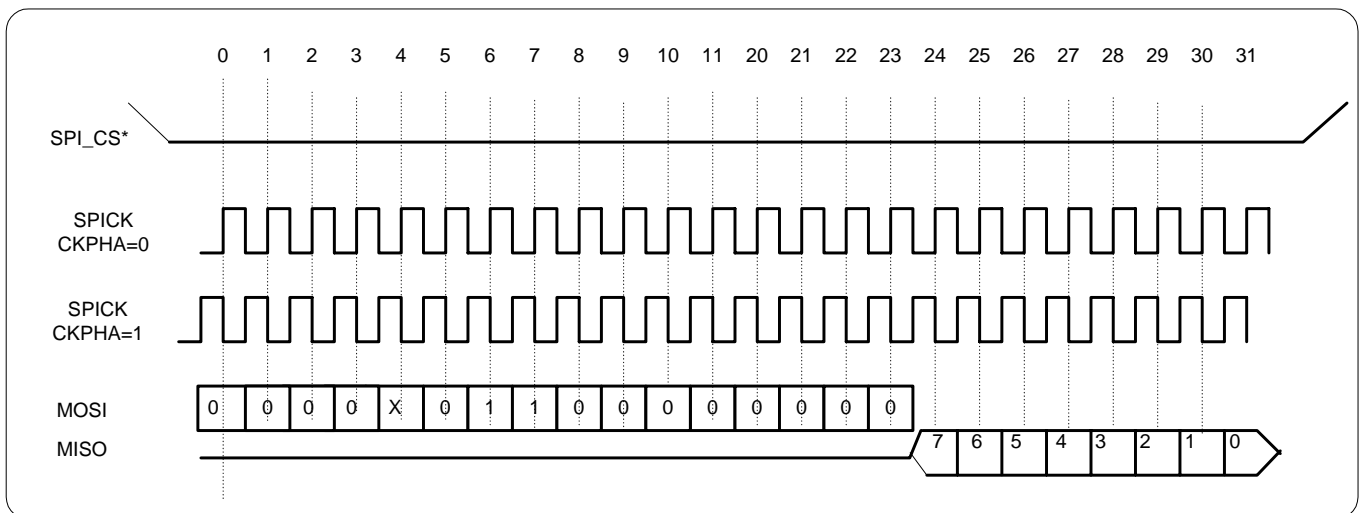 0 1 2 3 4 5 6 7 8 9 10 11 20 21 22 23 24 25 26 27 28 29 30 31
SPI_CS*
SPICK
CKPHA=0
SPICK
CKPHA=1
MOSI 0 0 0 0 X 0 1 1 0 0 0 0 0 0 0 0
MISO 7 6 5 4 3 2 1 0